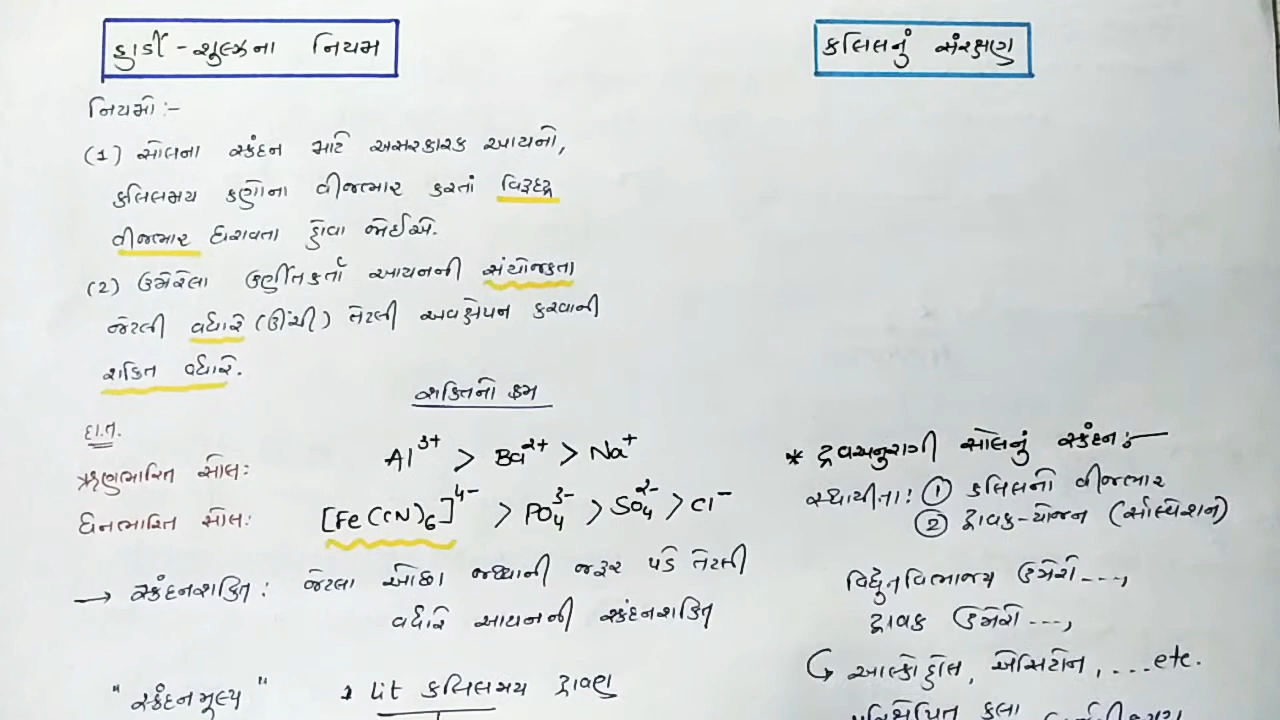 હાર્ડી - શુલ્ઝના નિયમ
નિયમો :-
(1) સોલના સ્કંદન માટે અસરકારક આયનો,
કલિલમય કણોના વીજભાર કરતાં વિરુદ્ધ
વીજભાર ધરાવતા હોવા જોઈએ.
(2) ઉમેરેલા ઉર્ણીતકર્તા આયનની સંયોજકતા
જેટલી વધારે (ઊંચી) તેટલી અવક્ષેપન કરવાની
શક્તિ વધારે.
શક્તિનો ક્રમ
દા.ત.
ઋણભારિત સોલ: Al³⁺ > Ba²⁺ > Na⁺
ધનભારિત સોલ: [Fe(CN)₆]⁴⁻ > PO₄³⁻ > SO₄²⁻ > Cl⁻
→ સ્કંદનશક્તિ : જેટલા ઓછા જથ્થાની જરૂર પડે તેટલી
વધારે આયનની સ્કંદનશક્તિ
" સ્કંદનમૂલ્ય " 1 lit કલિલમય દ્રાવણ
કલિલનું સંરક્ષણ
* દ્રવઅનુરાગી સોલનું સ્કંદન :-
સ્થાયીતા: ① કલિલનો વીજભાર
② દ્રાવક-યોજન (સોલ્વેશન)
વિદ્યુતવિભાજ્ય ઉમેરો ---,
દ્રાવક ઉમેરો ---,
↳ આલ્કોહોલ, એસિટોન, ....etc.
કલા